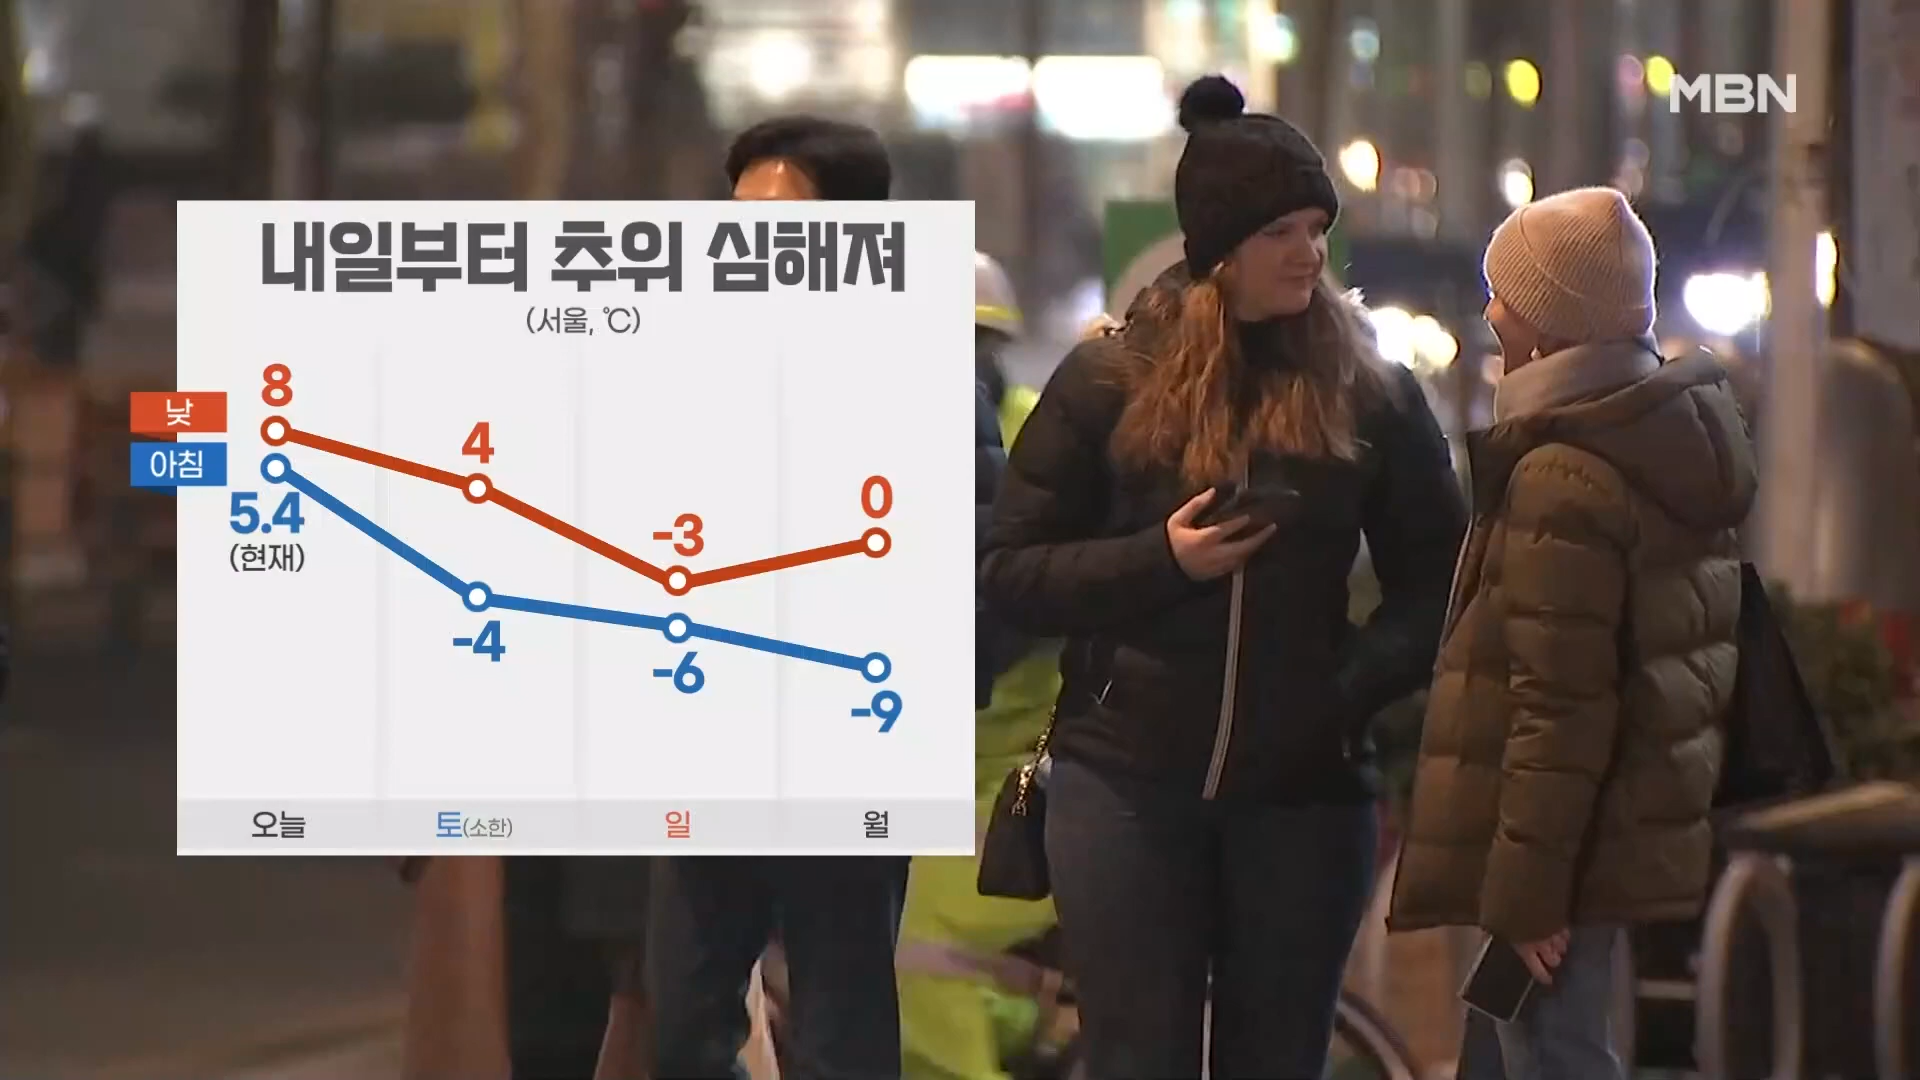 MBN
내일부터 추위 심해져
(서울, ℃)
낮
8
4
-3
0
아침
5.4
(현재)
-4
-6
-9
오늘
토(소한)
일
월